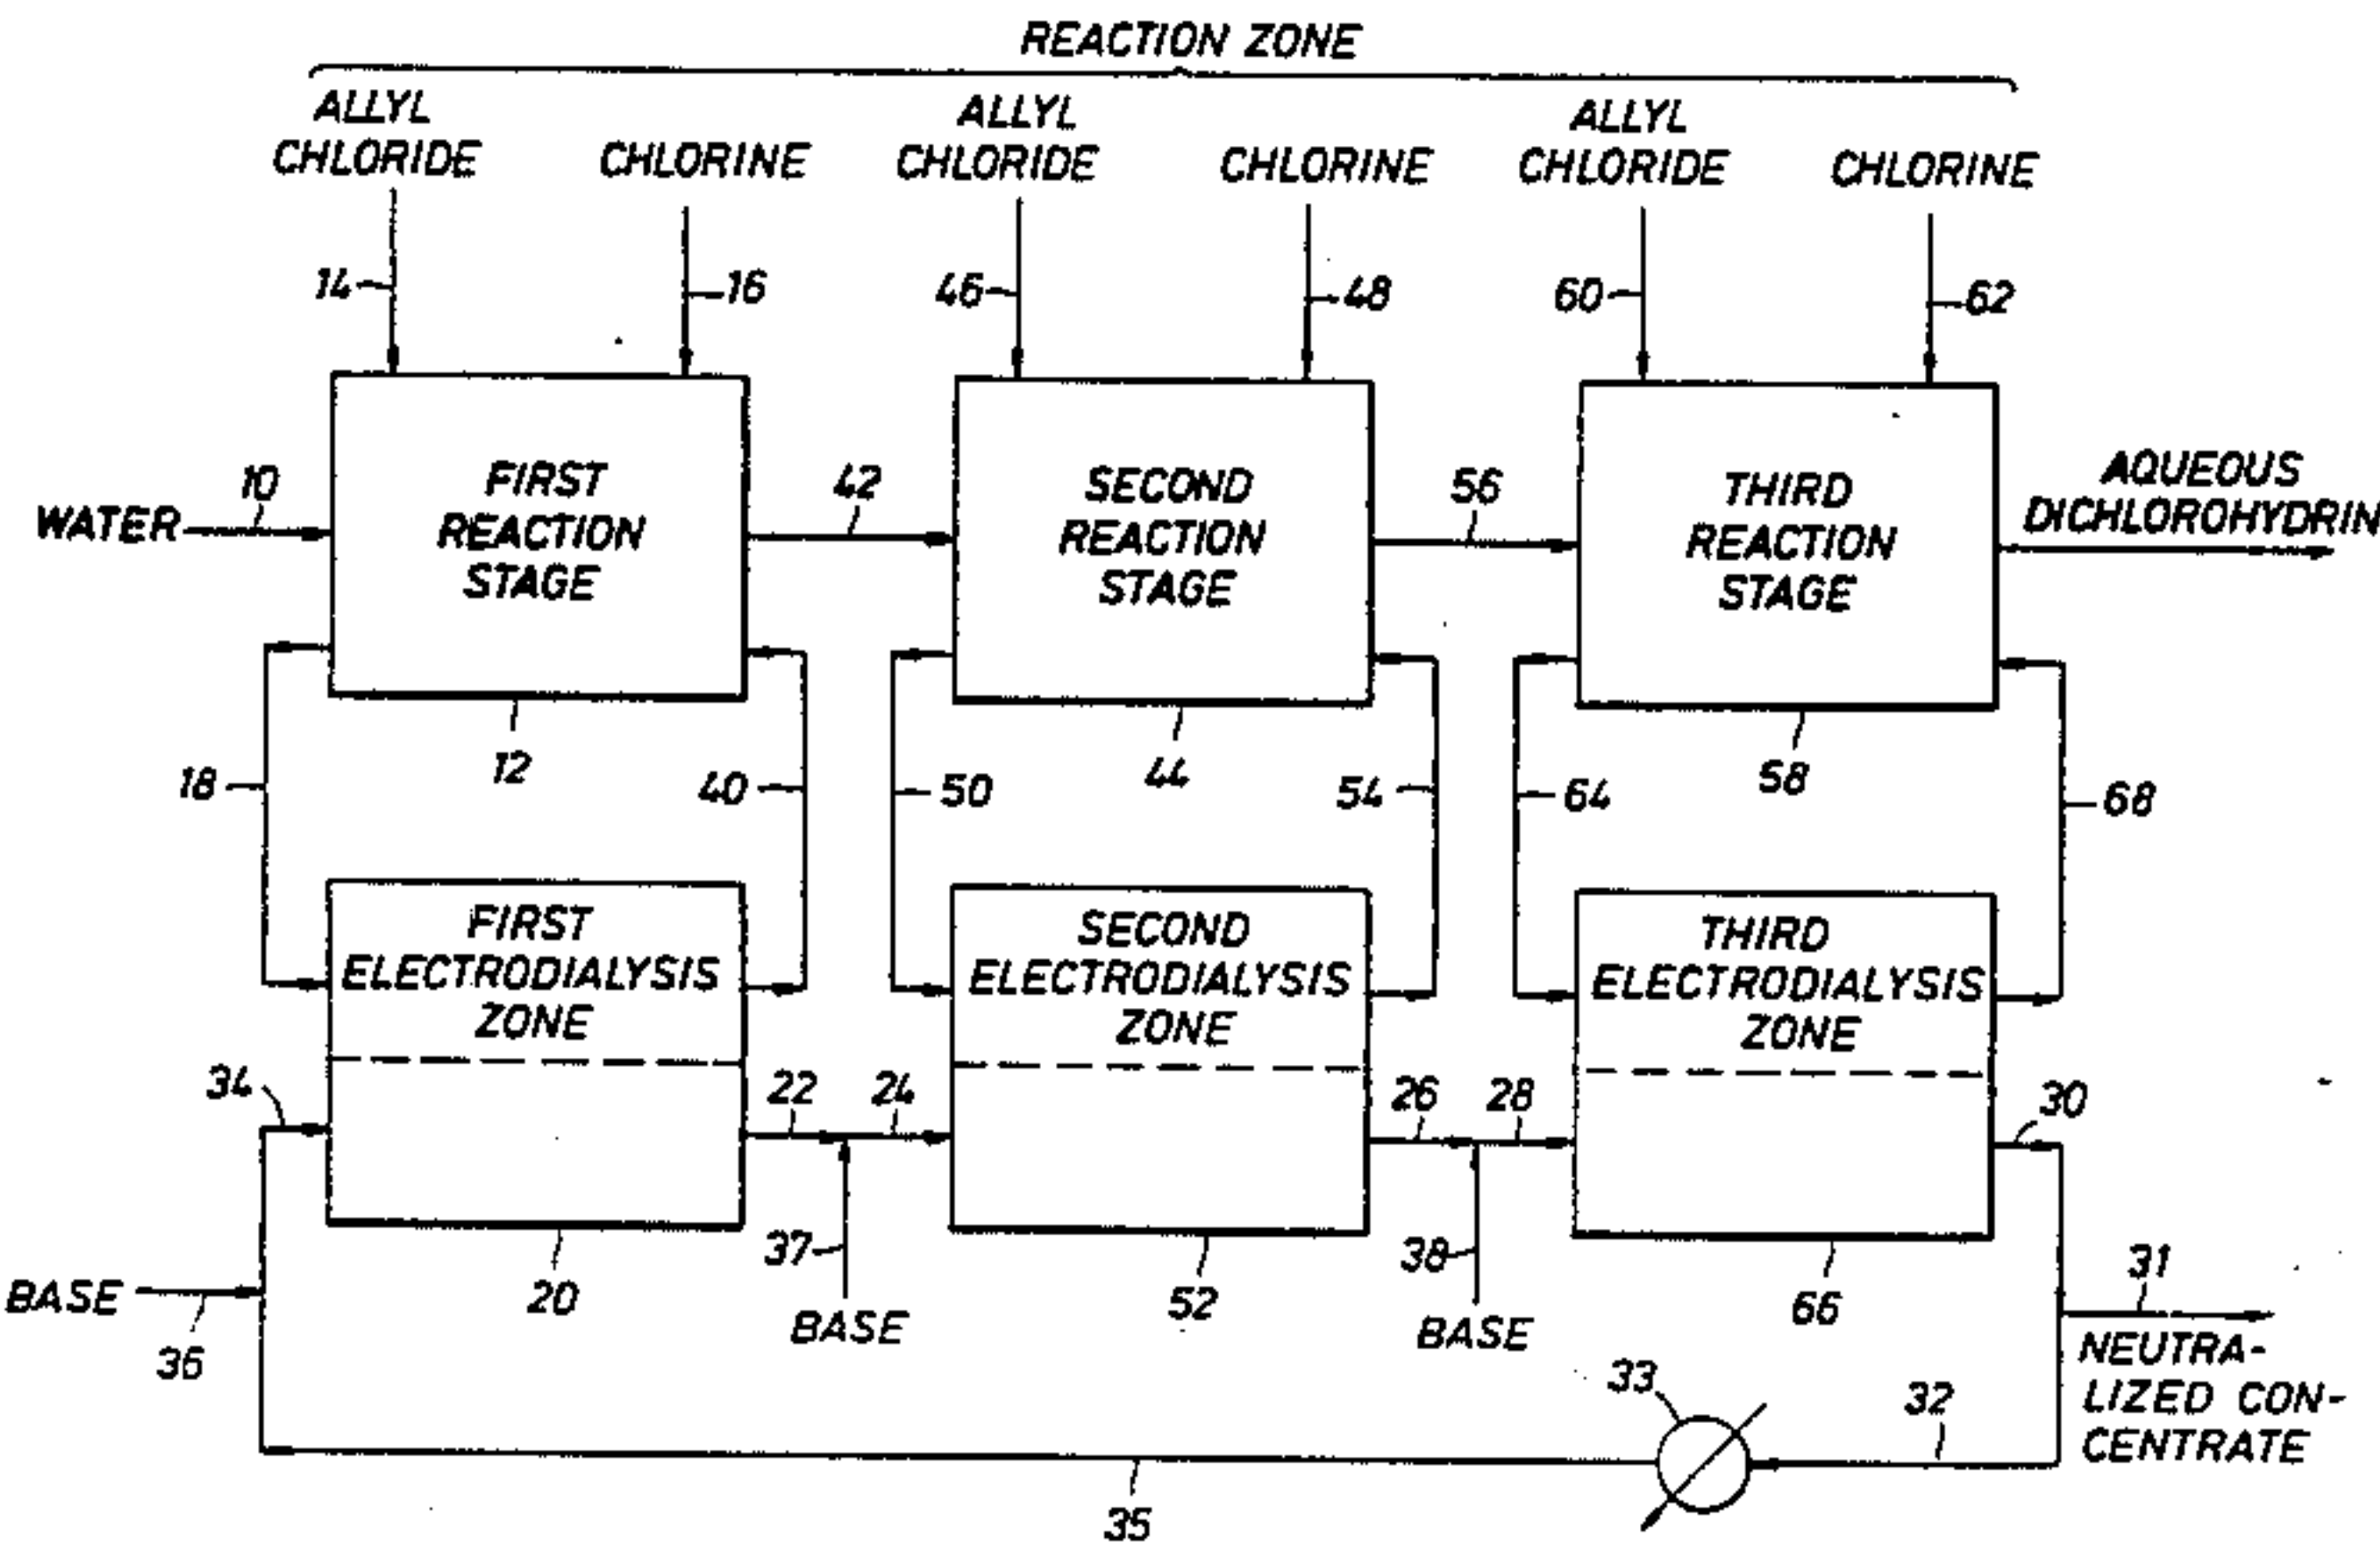 REACTION ZONE
ALLYL
CHLORIDE
CHLORINE
ALLYL
CHLORIDE
CHLORINE
ALLYL
CHLORIDE
CHLORINE
14
16
46
48
60
62
WATER
10
FIRST
REACTION
STAGE
42
SECOND
REACTION
STAGE
56
THIRD
REACTION
STAGE
AQUEOUS
DICHLOROHYDRIN
12
44
58
18
40
50
54
64
68
FIRST
ELECTRODIALYSIS
ZONE
SECOND
ELECTRODIALYSIS
ZONE
THIRD
ELECTRODIALYSIS
ZONE
34
22
24
26
28
30
37
38
BASE
36
20
BASE
52
BASE
66
31
NEUTRA-
LIZED CON-
CENTRATE
33
32
35